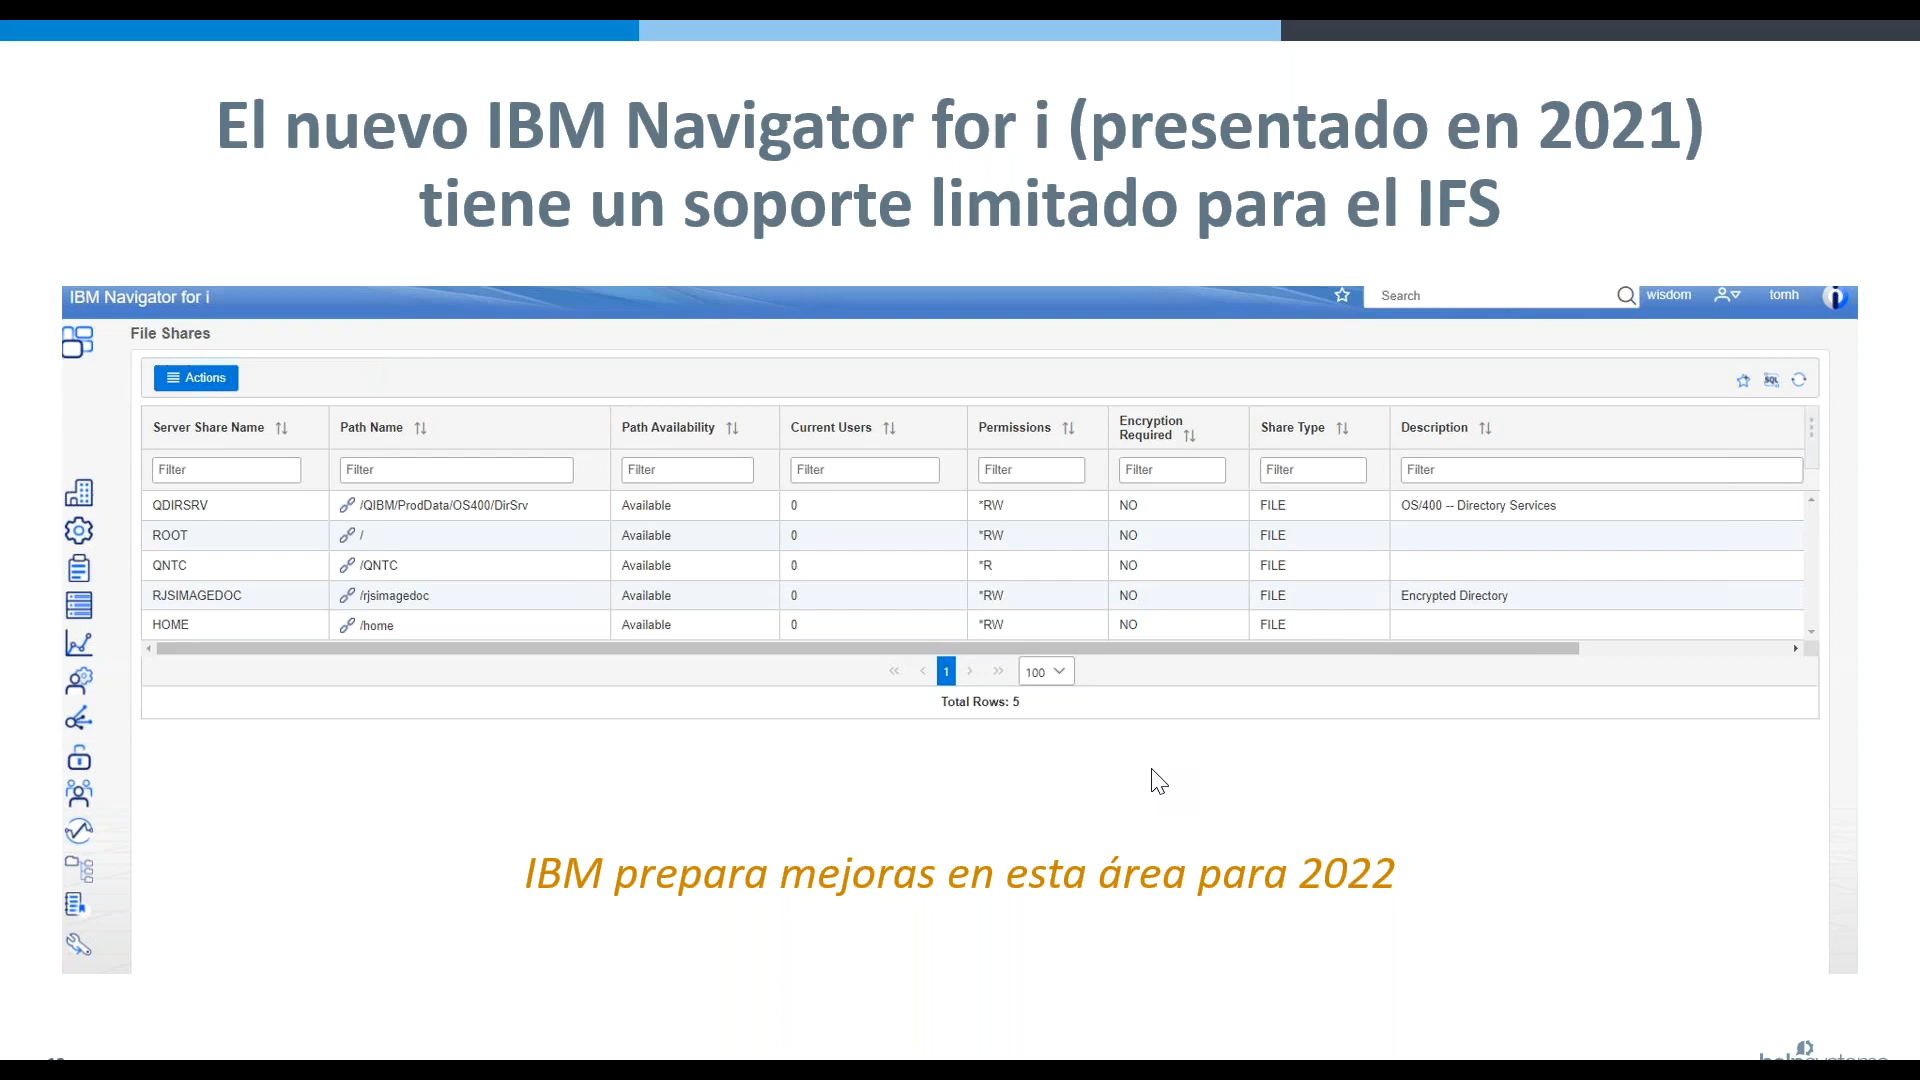 El nuevo IBM Navigator for i (presentado en 2021)
tiene un soporte limitado para el IFS
IBM Navigator for i
Search
wisdom
tomh
File Shares
Actions
SQL
Server Share Name
Path Name
Path Availability
Current Users
Permissions
Encryption
Required
Share Type
Description
Filter Filter Filter Filter Filter Filter Filter Filter
QDIRSRV /QIBM/ProdData/OS400/DirSrv Available 0 *RW NO FILE OS/400 -- Directory Services
ROOT / Available 0 *RW NO FILE
QNTC /QNTC Available 0 *R NO FILE
RJSIMAGEDOC /rjsimagedoc Available 0 *RW NO FILE Encrypted Directory
HOME /home Available 0 *RW NO FILE
« ‹ 1 › » 100
Total Rows: 5
IBM prepara mejoras en esta área para 2022